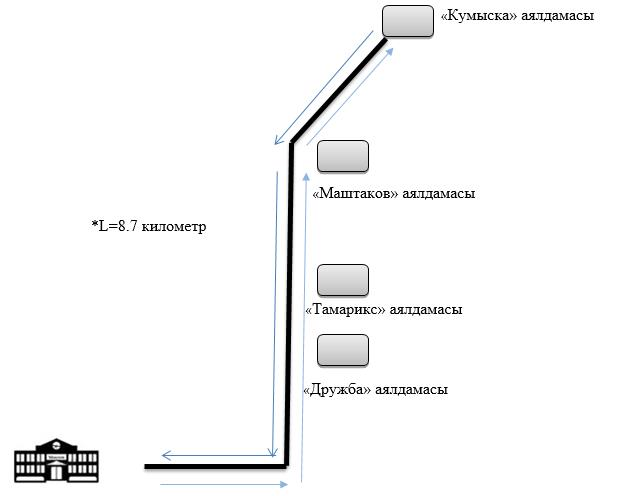 «Кумыска» аялдамасы
«Маштаков» аялдамасы
*L=8.7 километр
«Тамарикс» аялдамасы
«Дружба» аялдамасы